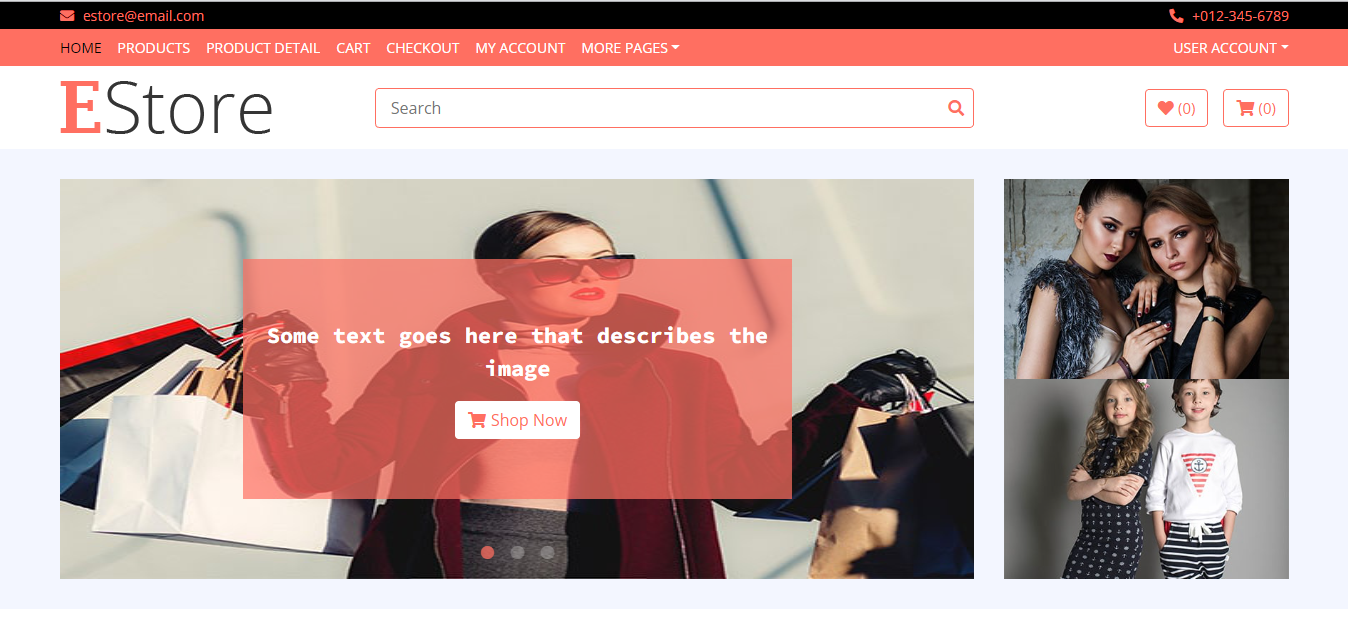 estore@email.com
+012-345-6789
HOME PRODUCTS PRODUCT DETAIL CART CHECKOUT MY ACCOUNT MORE PAGES
USER ACCOUNT
EStore
Search
(0)
(0)
Some text goes here that describes the
image
Shop Now